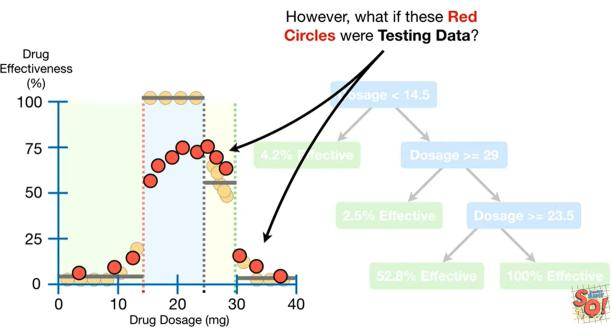 However, what if these Red
Circles were Testing Data?
Drug
Effectiveness
(%)
100
75
50
25
0
0
10
20
30
40
Drug Dosage (mg)
Dosage < 14.5
4.2% Effective
Dosage >= 29
2.5% Effective
Dosage >= 23.5
52.8% Effective
100% Effective